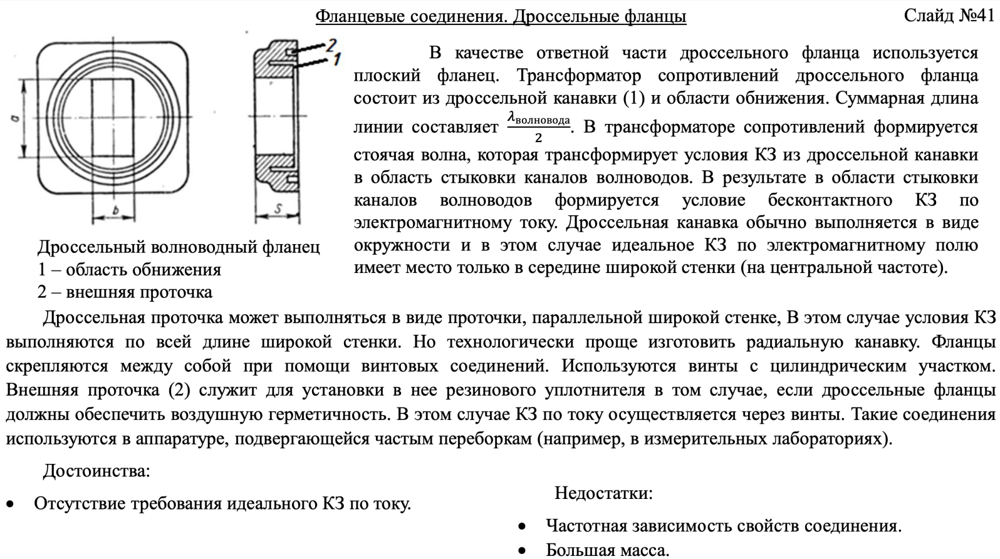 Фланцевые соединения. Дроссельные фланцы
Слайд №41
2
1
a
b
S
Дроссельный волноводный фланец
1 – область обнижения
2 – внешняя проточка
В качестве ответной части дроссельного фланца используется
плоский фланец. Трансформатор сопротивлений дроссельного фланца
состоит из дроссельной канавки (1) и области обнижения. Суммарная длина
линии составляет λволновода/2. В трансформаторе сопротивлений формируется
стоячая волна, которая трансформирует условия КЗ из дроссельной канавки
в область стыковки каналов волноводов. В результате в области стыковки
каналов волноводов формируется условие бесконтактного КЗ по
электромагнитному току. Дроссельная канавка обычно выполняется в виде
окружности и в этом случае идеальное КЗ по электромагнитному полю
имеет место только в середине широкой стенки (на центральной частоте).
Дроссельная проточка может выполняться в виде проточки, параллельной широкой стенке, В этом случае условия КЗ
выполняются по всей длине широкой стенки. Но технологически проще изготовить радиальную канавку. Фланцы
скрепляются между собой при помощи винтовых соединений. Используются винты с цилиндрическим участком.
Внешняя проточка (2) служит для установки в нее резинового уплотнителя в том случае, если дроссельные фланцы
должны обеспечить воздушную герметичность. В этом случае КЗ по току осуществляется через винты. Такие соединения
используются в аппаратуре, подвергающейся частым переборкам (например, в измерительных лабораториях).
Достоинства:
• Отсутствие требования идеального КЗ по току.
Недостатки:
• Частотная зависимость свойств соединения.
• Большая масса.